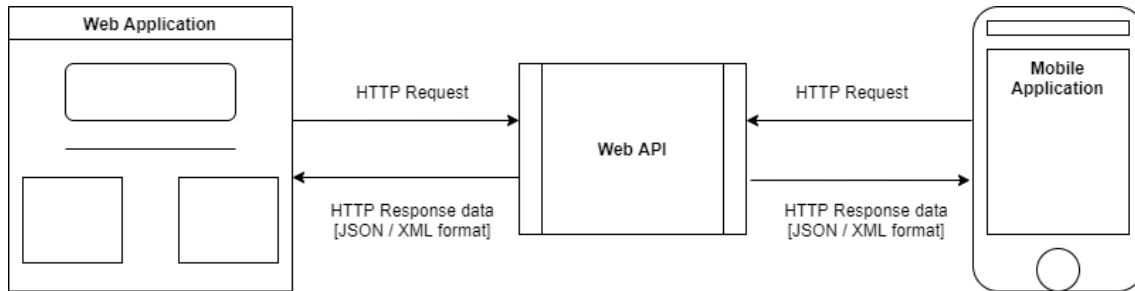 Web Application
HTTP Request
HTTP Response data
[JSON / XML format]
Web API
HTTP Request
HTTP Response data
[JSON / XML format]
Mobile
Application